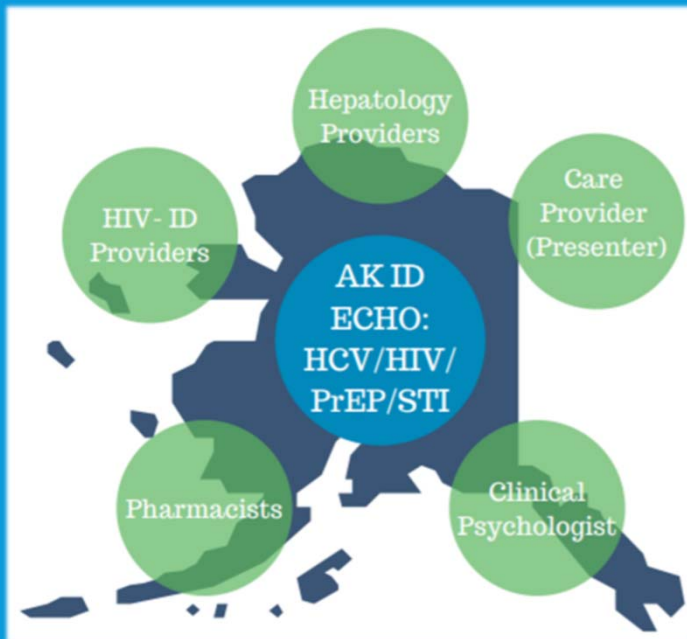 Hepatology
Providers
HIV- ID
Providers
Care
Provider
(Presenter)
AK ID
ECHO:
HCV/HIV/
PrEP/STI
Pharmacists
Clinical
Psychologist